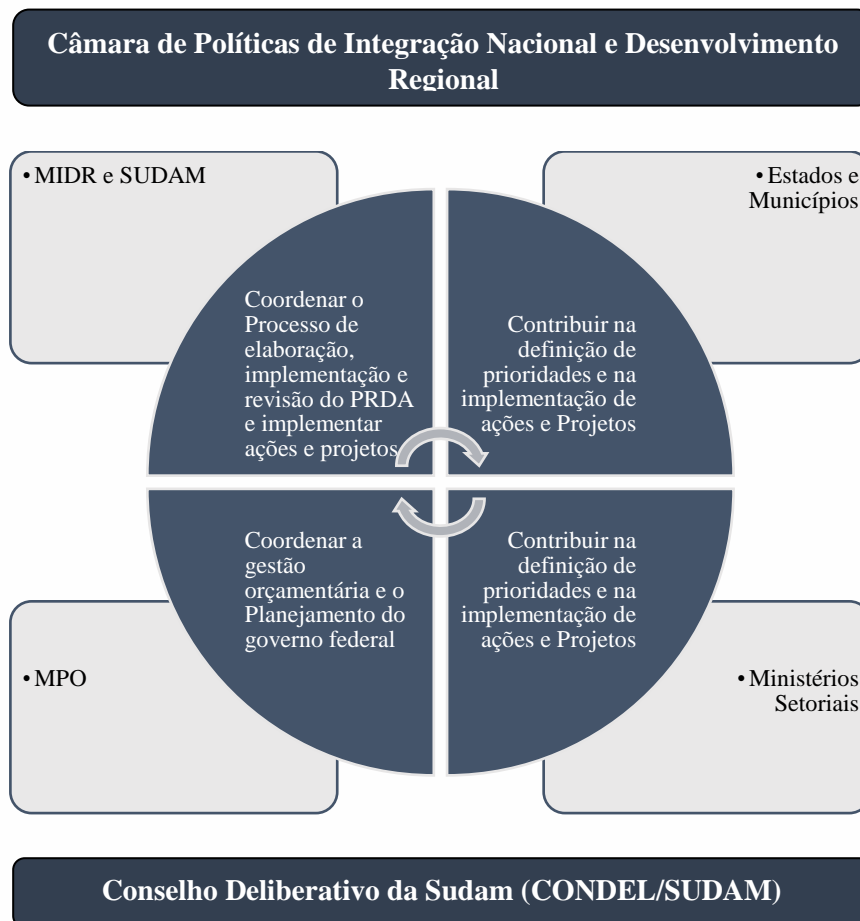 Câmara de Políticas de Integração Nacional e Desenvolvimento
Regional
• MIDR e SUDAM
• Estados e
Municípios
Coordenar o
Processo de
elaboração,
implementação e
revisão do PRDA
e implementar
ações e projetos
Contribuir na
definição de
prioridades e na
implementação de
ações e Projetos
Coordenar a
gestão
orçamentária e o
Planejamento do
governo federal
Contribuir na
definição de
prioridades e na
implementação de
ações e Projetos
• MPO
• Ministérios
Setoriais
Conselho Deliberativo da Sudam (CONDEL/SUDAM)